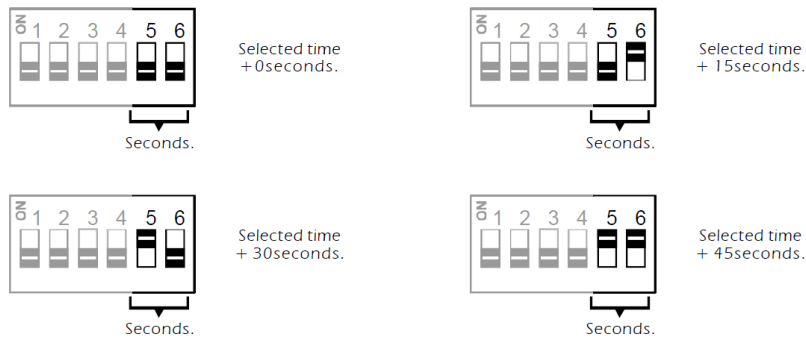 ON 1 2 3 4 5 6
Selected time
+0seconds.
Seconds.
ON 1 2 3 4 5 6
Selected time
+ 15seconds.
Seconds.
ON 1 2 3 4 5 6
Selected time
+ 30seconds.
Seconds.
ON 1 2 3 4 5 6
Selected time
+ 45seconds.
Seconds.